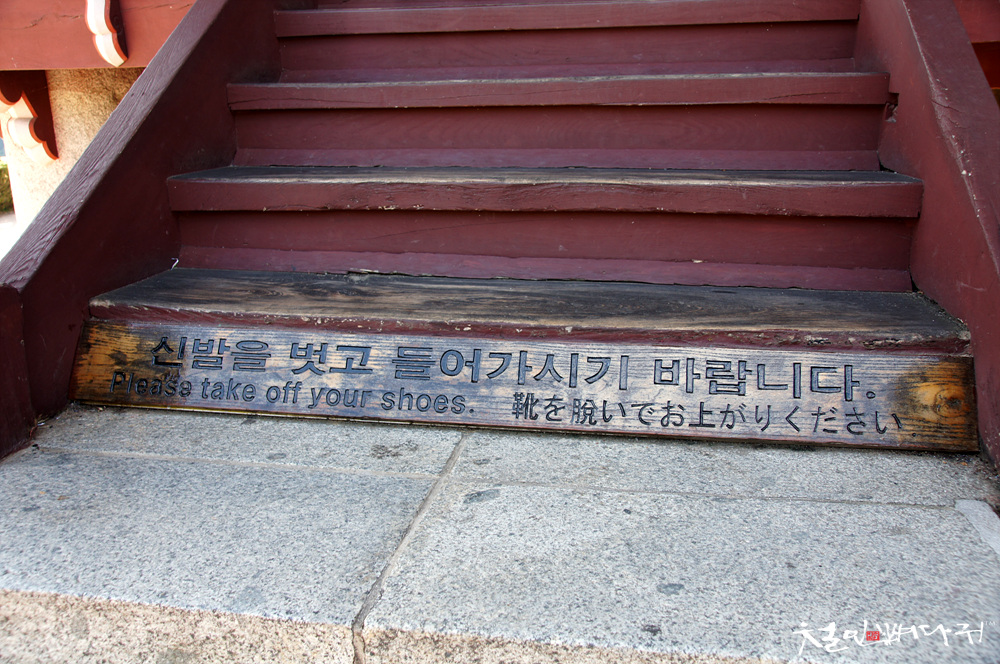 신발을 벗고 들어가시기 바랍니다.
Please take off your shoes. 靴を脫いでお上がりください.